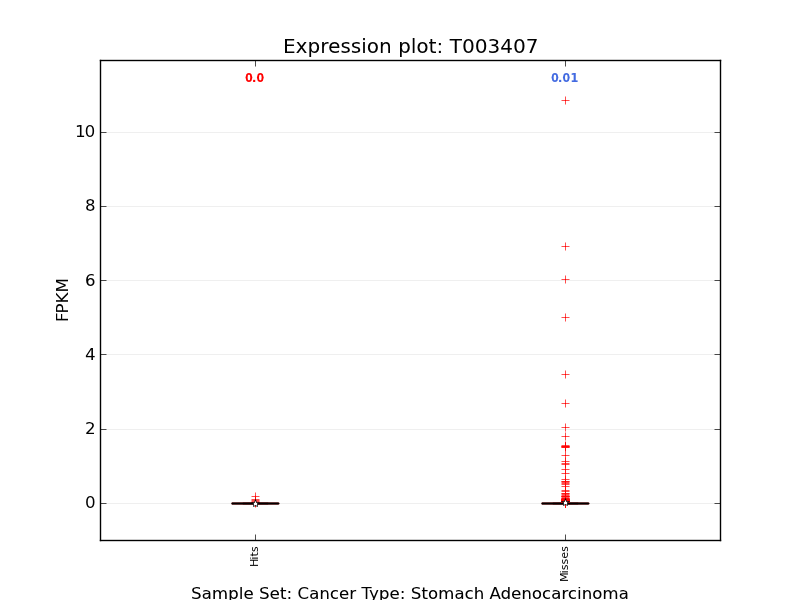 Expression plot: T003407
0.0
0.01
10
8
6
4
2
0
FPKM
Hits
Misses
Sample Set: Cancer Type: Stomach Adenocarcinoma